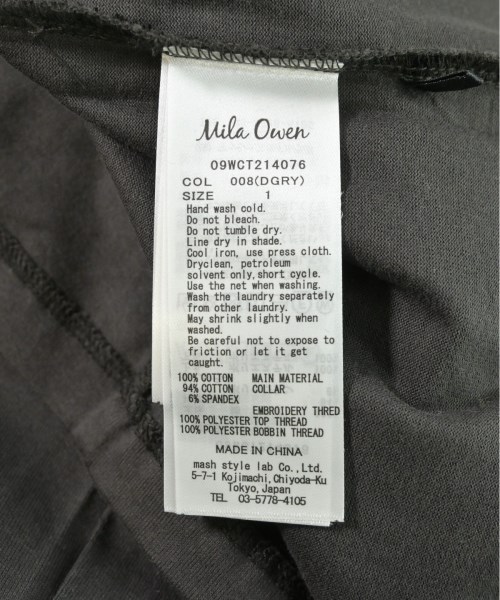 Mila Owen
09WCT214076
COL 008(DGRY)
SIZE 1
Hand wash cold.
Do not bleach.
Do not tumble dry.
Line dry in shade.
Cool iron, use press cloth.
Dryclean, petroleum
solvent only,short cycle.
Use the net when washing.
Wash the laundry separately
from other laundry.
May shrink slightly when
washed.
Be careful not to expose to
friction or let it get
caught.
100% COTTON MAIN MATERIAL
94% COTTON COLLAR
6% SPANDEX
EMBROIDERY THRED
100% POLYESTER TOP THREAD
100% POLYESTER BOBBIN THREAD
MADE IN CHINA
mash style lab Co.,Ltd.
5-7-1 Kojimachi,Chiyoda-Ku
Tokyo,Japan
TEL 03-5778-4105